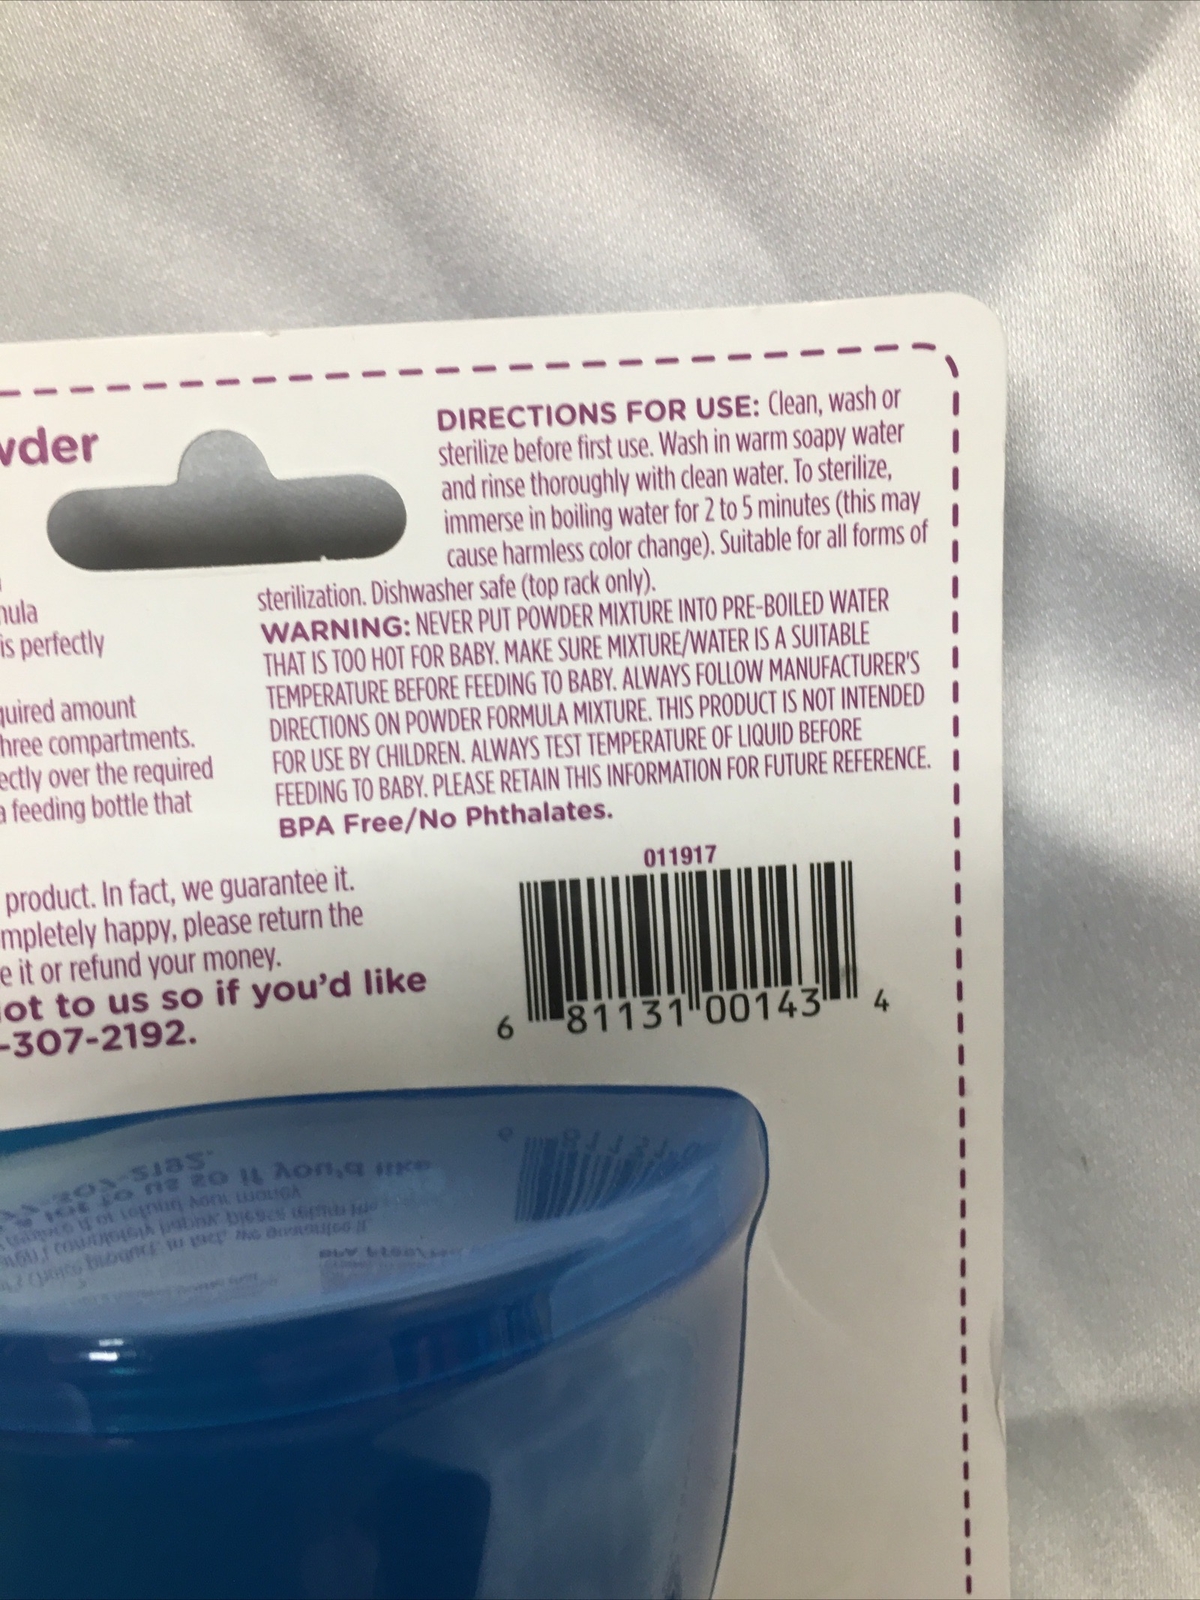 DIRECTIONS FOR USE: Clean, wash or
sterilize before first use. Wash in warm soapy water
and rinse thoroughly with clean water. To sterilize,
immerse in boiling water for 2 to 5 minutes (this may
cause harmless color change). Suitable for all forms of
sterilization. Dishwasher safe (top rack only).
WARNING: NEVER PUT POWDER MIXTURE INTO PRE-BOILED WATER
THAT IS TOO HOT FOR BABY. MAKE SURE MIXTURE/WATER IS A SUITABLE
TEMPERATURE BEFORE FEEDING TO BABY. ALWAYS FOLLOW MANUFACTURER'S
DIRECTIONS ON POWDER FORMULA MIXTURE. THIS PRODUCT IS NOT INTENDED
FOR USE BY CHILDREN. ALWAYS TEST TEMPERATURE OF LIQUID BEFORE
FEEDING TO BABY. PLEASE RETAIN THIS INFORMATION FOR FUTURE REFERENCE.
BPA Free/No Phthalates.
wder
nula
is perfectly
quired amount
hree compartments.
ectly over the required
a feeding bottle that
product. In fact, we guarantee it.
mpletely happy, please return the
e it or refund your money.
lot to us so if you'd like
-307-2192.
011917
6 81131 00143 4